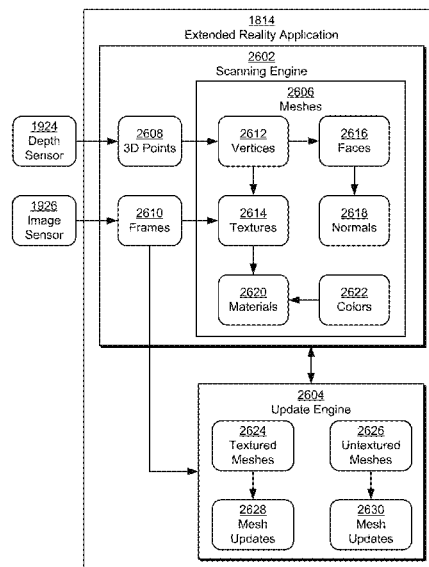 1814
Extended Reality Application
2602
Scanning Engine
2606
Meshes
1924
Depth
Sensor
2608
3D Points
2612
Vertices
2616
Faces
1926
Image
Sensor
2610
Frames
2614
Textures
2618
Normals
2620
Materials
2622
Colors
2604
Update Engine
2624
Textured
Meshes
2626
Untextured
Meshes
2628
Mesh
Updates
2630
Mesh
Updates